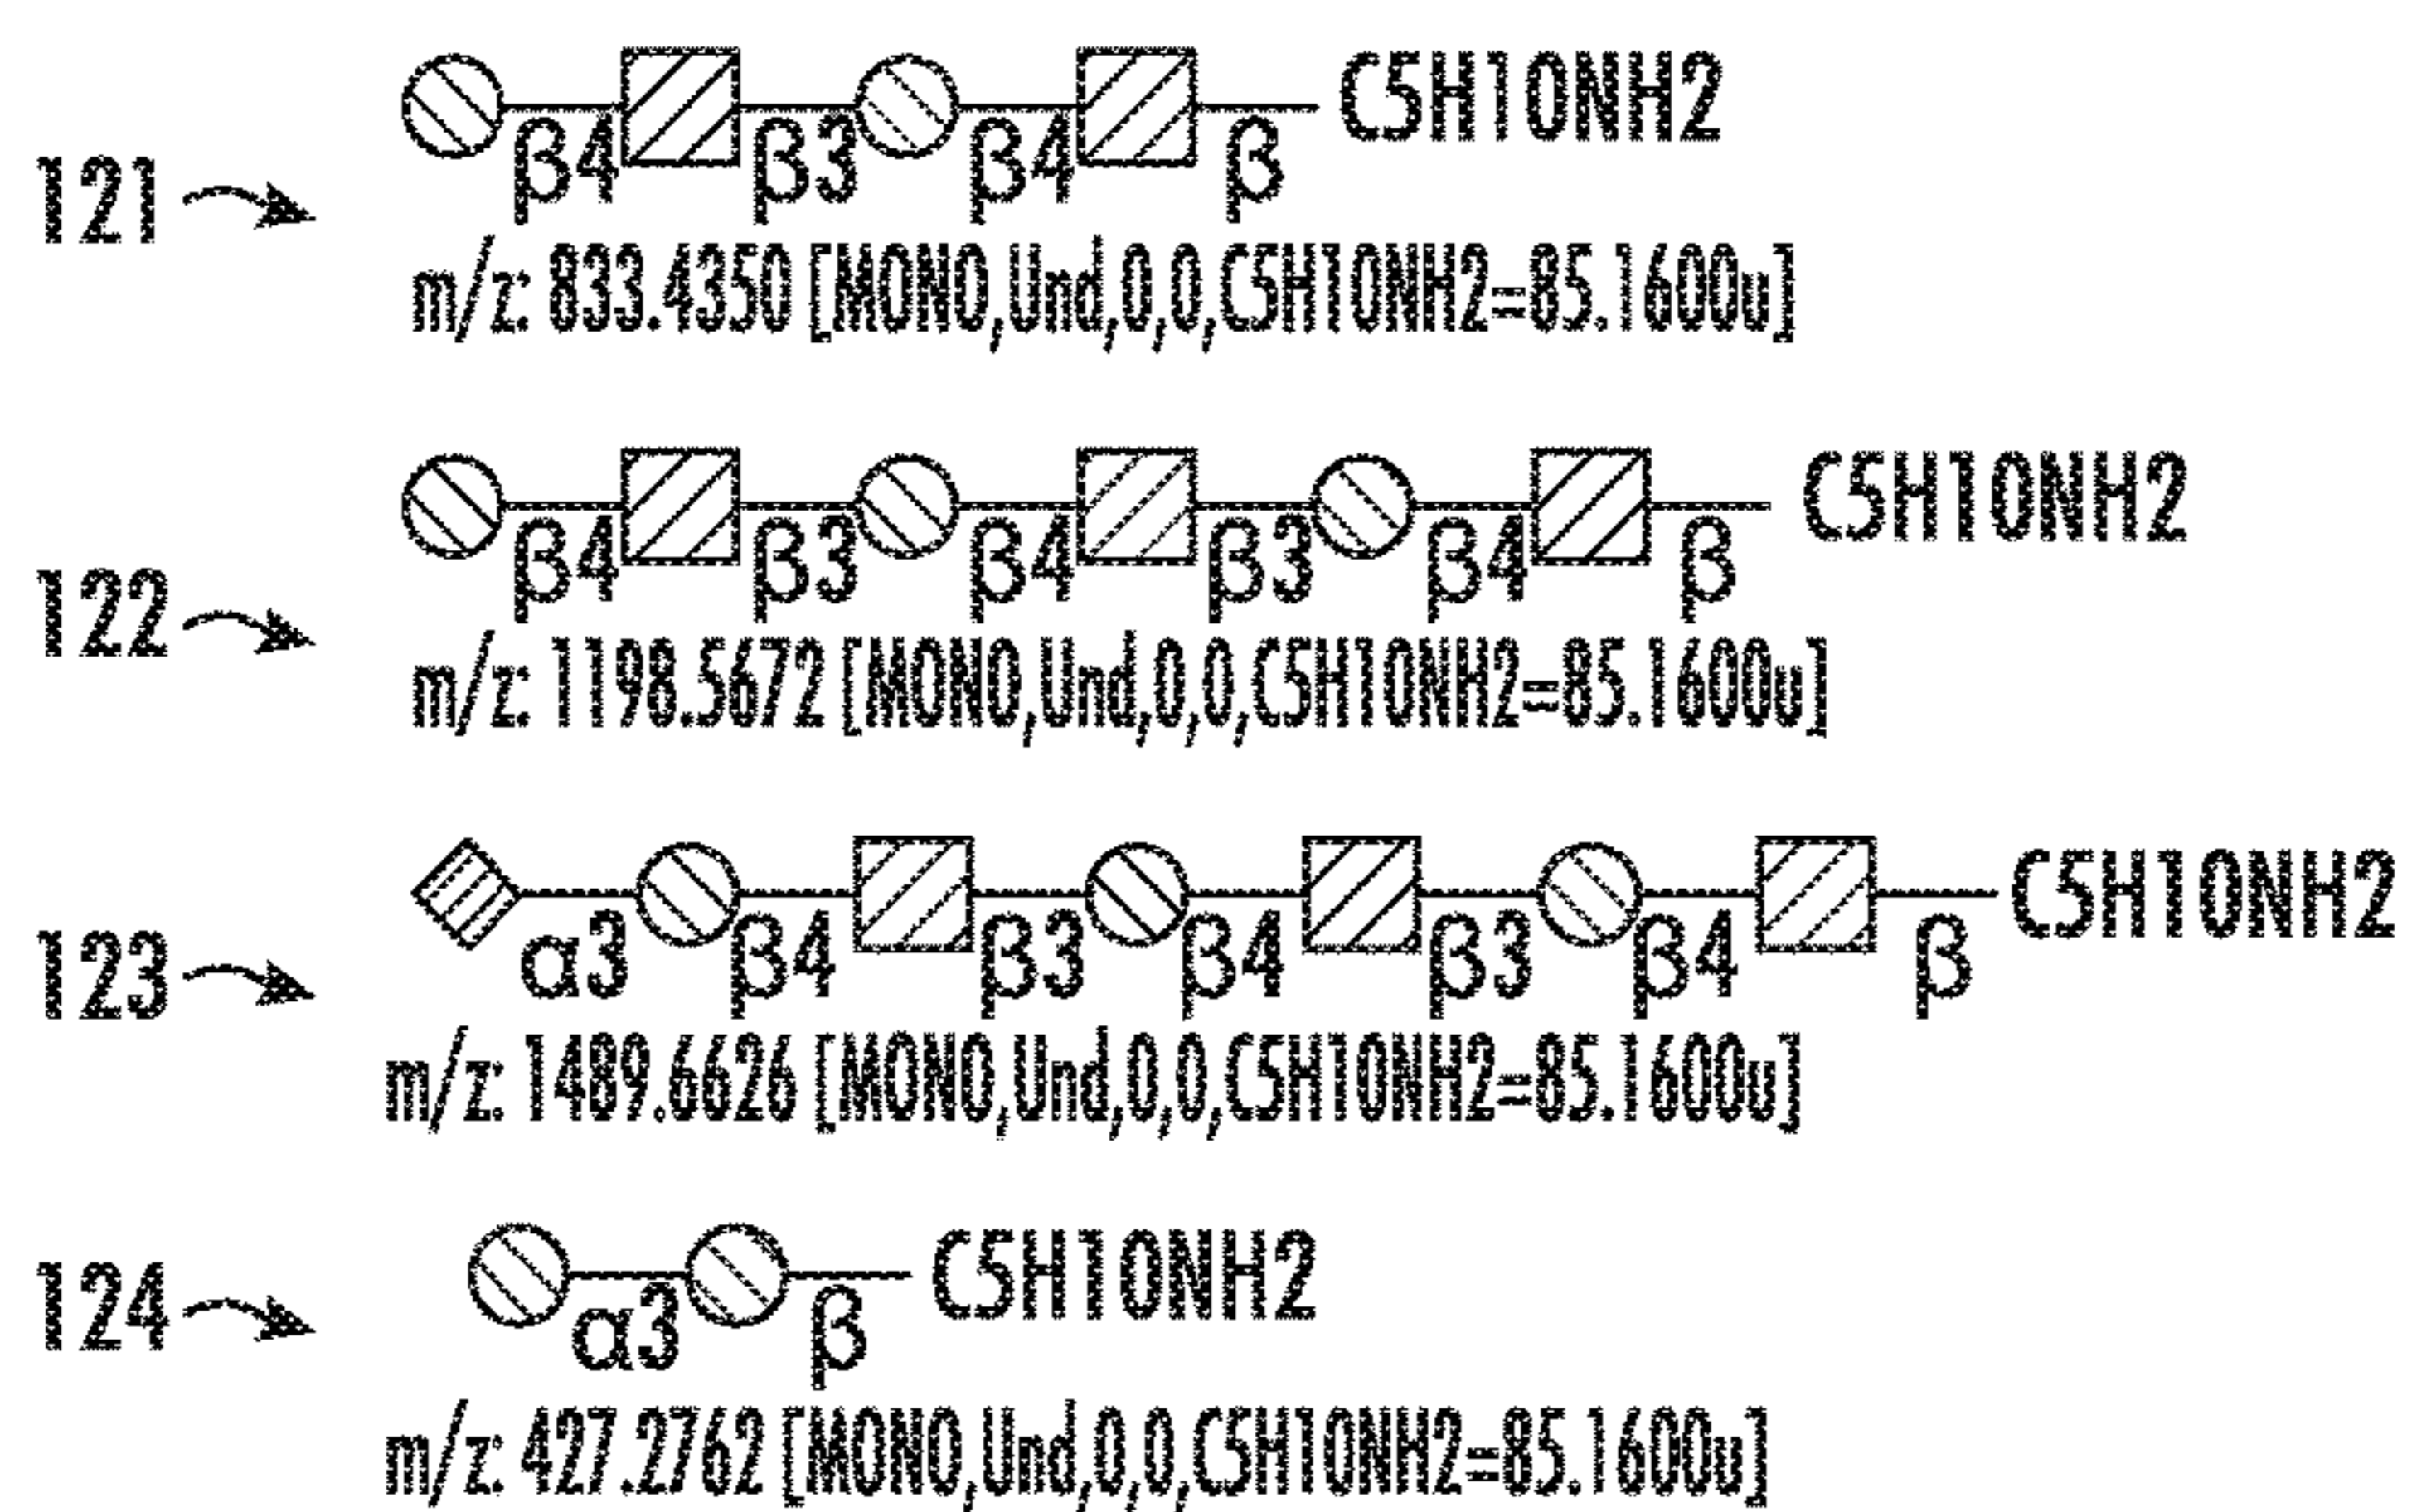 C5H10NH2
β4 β3 β4 β
121
m/z: 833.4350 [MONO,Und,0,0,C5H10NH2=85.1600u]
C5H10NH2
β4 β3 β4 β3 β4 β
122
m/z: 1198.5672 [MONO,Und,0,0,C5H10NH2=85.1600u]
C5H10NH2
α3 β4 β3 β4 β3 β4 β
123
m/z: 1489.6626 [MONO,Und,0,0,C5H10NH2=85.1600u]
C5H10NH2
124
α3 β
m/z: 427.2762 [MONO,Und,0,0,C5H10NH2=85.1600u]